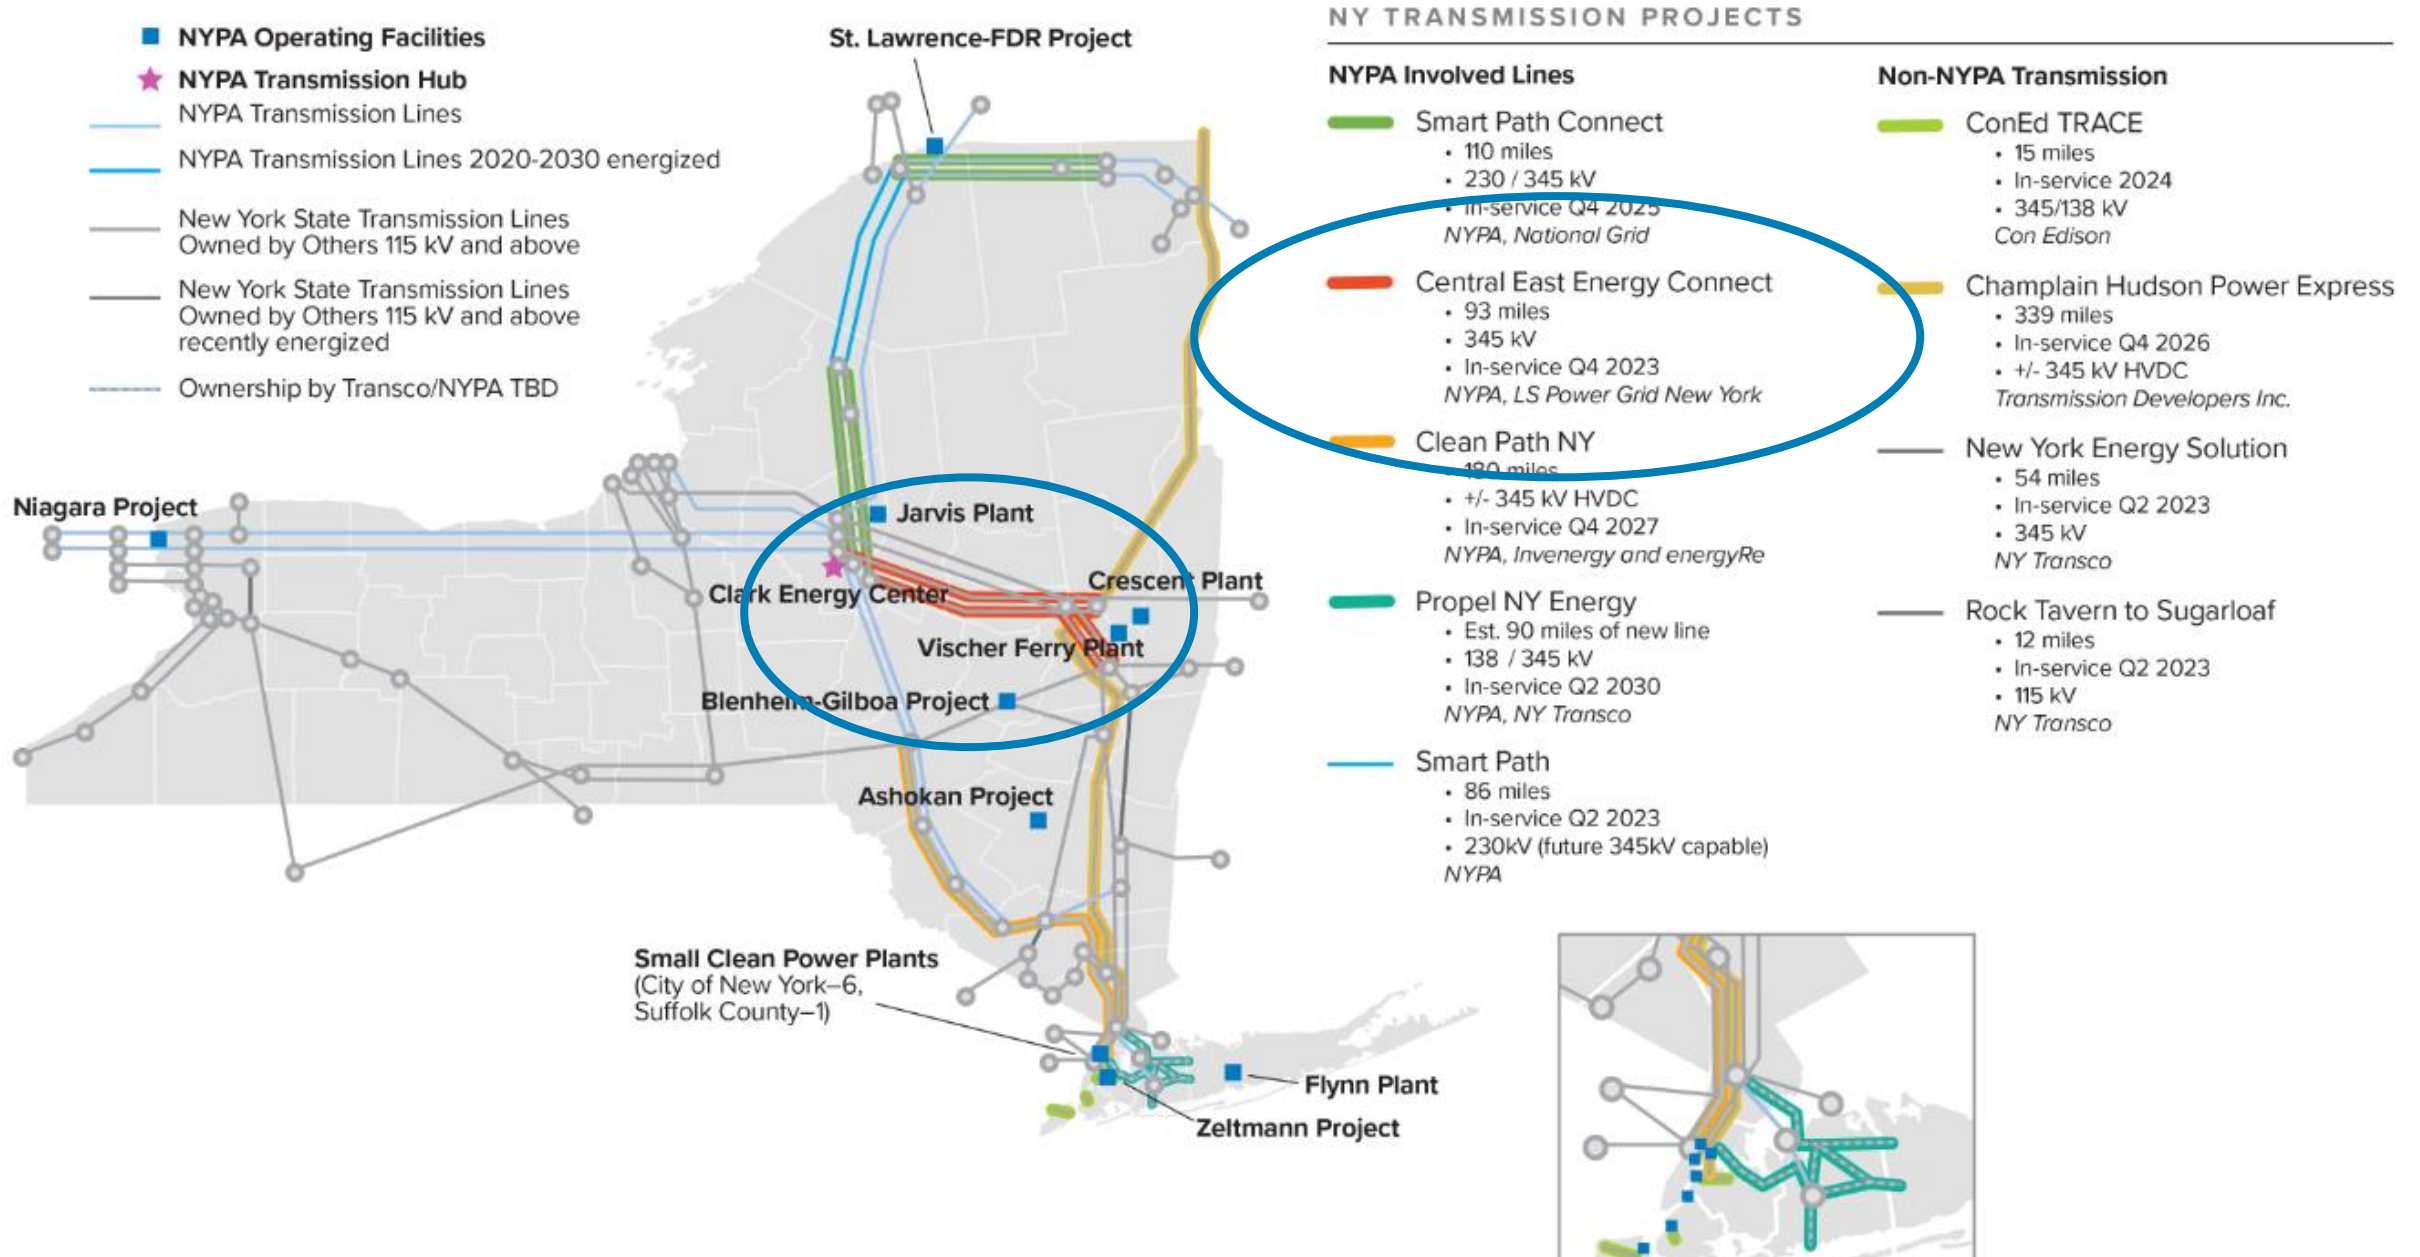 NYPA Operating Facilities
NYPA Transmission Hub
NYPA Transmission Lines
NYPA Transmission Lines 2020-2030 energized
New York State Transmission Lines
Owned by Others 115 kV and above
New York State Transmission Lines
Owned by Others 115 kV and above
recently energized
Ownership by Transco/NYPA TBD
St. Lawrence-FDR Project
Niagara Project
Jarvis Plant
Clark Energy Center
Crescent Plant
Vischer Ferry Plant
Blenheim-Gilboa Project
Ashokan Project
Small Clean Power Plants
(City of New York–6,
Suffolk County–1)
Flynn Plant
Zeltmann Project
NY TRANSMISSION PROJECTS
NYPA Involved Lines
Smart Path Connect
• 110 miles
• 230 / 345 kV
• In-service Q4 2025
NYPA, National Grid
Central East Energy Connect
• 93 miles
• 345 kV
• In-service Q4 2023
NYPA, LS Power Grid New York
Clean Path NY
• 180 miles
• +/- 345 kV HVDC
• In-service Q4 2027
NYPA, Invenergy and energyRe
Propel NY Energy
• Est. 90 miles of new line
• 138 / 345 kV
• In-service Q2 2030
NYPA, NY Transco
Smart Path
• 86 miles
• In-service Q2 2023
• 230kV (future 345kV capable)
NYPA
Non-NYPA Transmission
ConEd TRACE
• 15 miles
• In-service 2024
• 345/138 kV
Con Edison
Champlain Hudson Power Express
• 339 miles
• In-service Q4 2026
• +/- 345 kV HVDC
Transmission Developers Inc.
New York Energy Solution
• 54 miles
• In-service Q2 2023
• 345 kV
NY Transco
Rock Tavern to Sugarloaf
• 12 miles
• In-service Q2 2023
• 115 kV
NY Transco